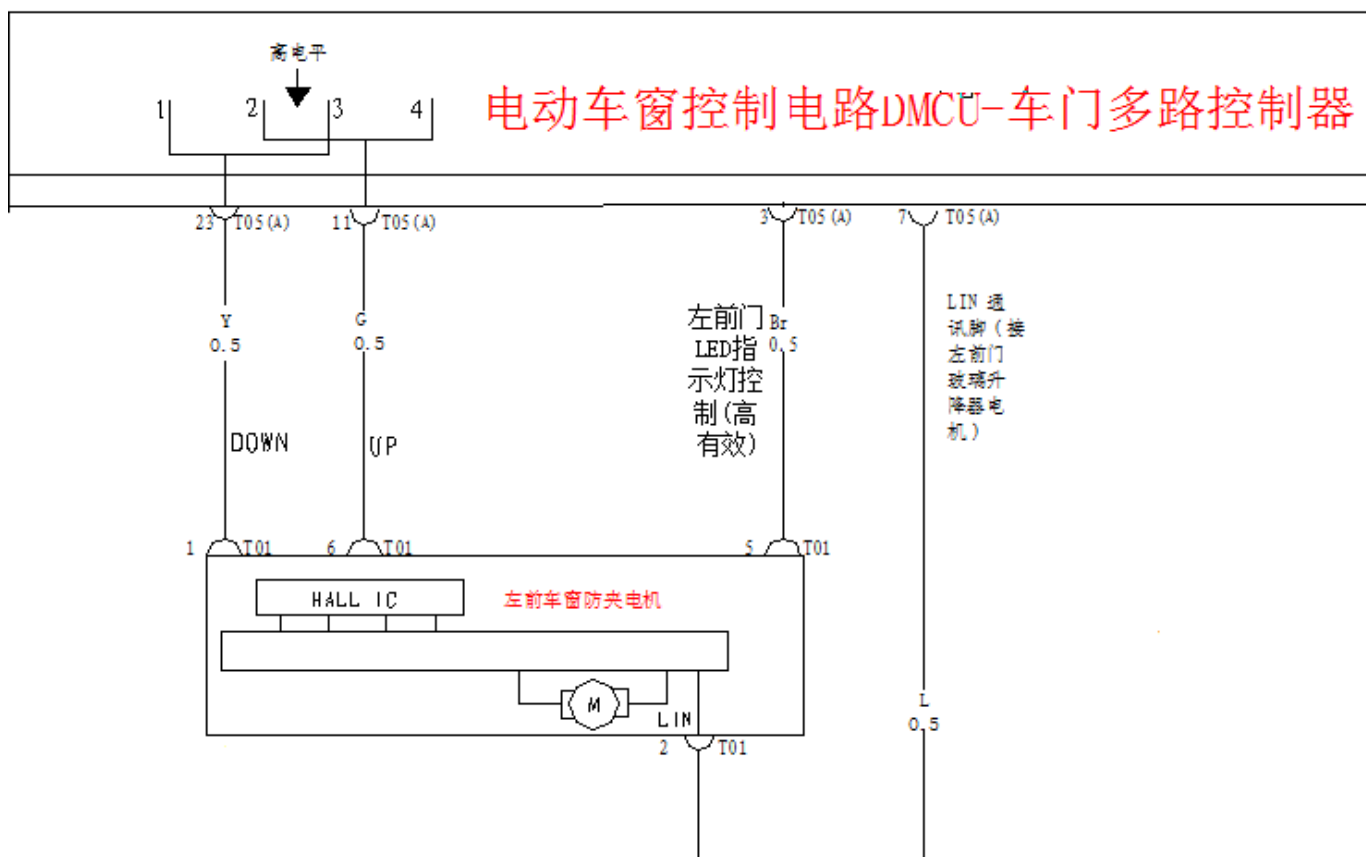 高电平
1 2 3 4
电动车窗控制电路DMCU-车门多路控制器
23 T05(A) 11 T05(A) 3 T05(A) 7 T05(A)
Y
0.5
G
0.5
左前门
LED指
示灯控
制(高
有效)
Br
0.5
LIN 通
讯脚(接
左前门
玻璃升
降器电
机)
DOWN
UP
1 T01 6 T01 5 T01
HALL IC
左前车窗防夹电机
M
LIN
2 T01
L
0.5